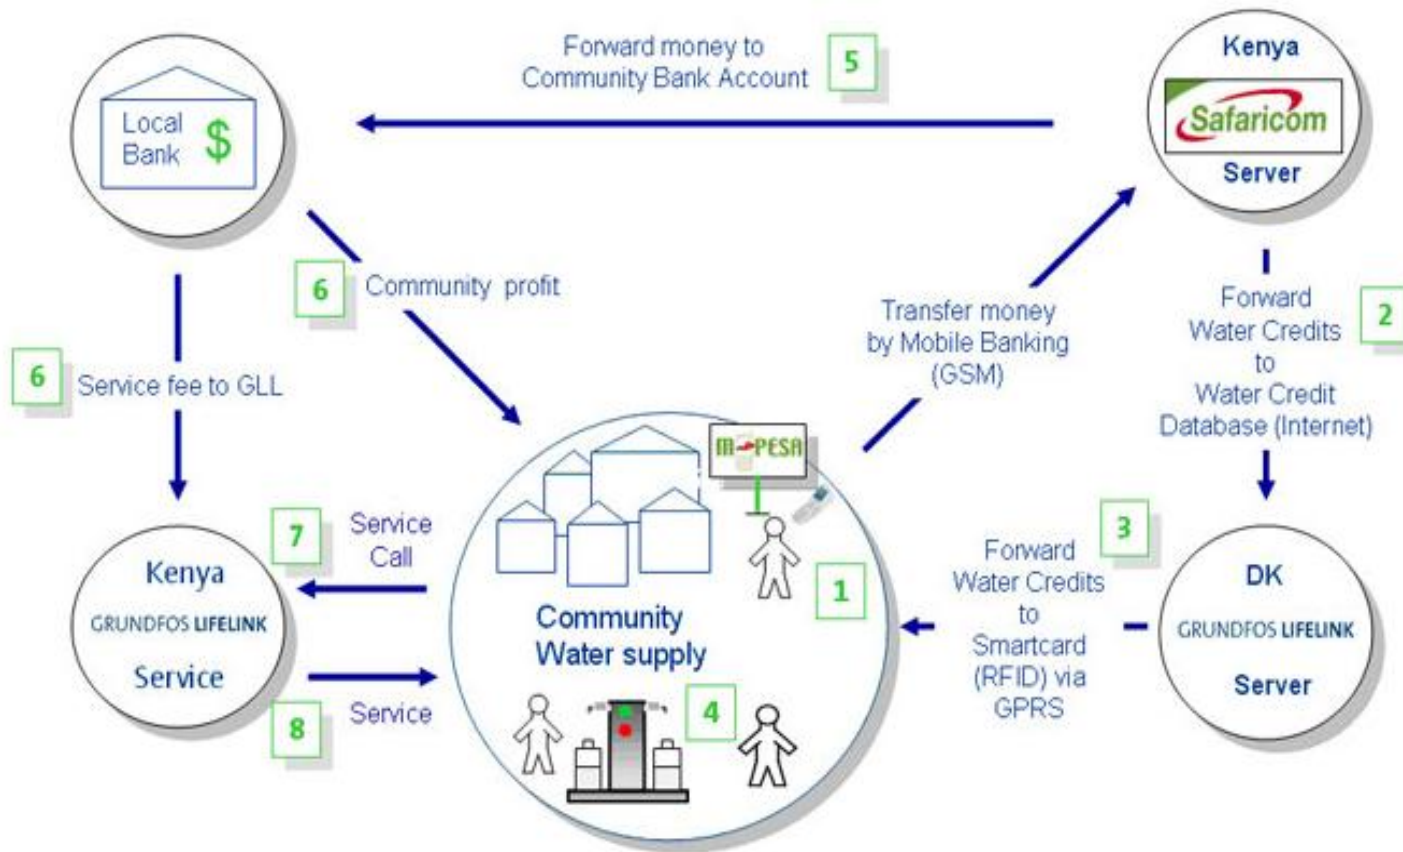 Forward money to
Community Bank Account
5
Kenya
Safaricom
Server
Local
Bank
$
6
Community profit
Transfer money
by Mobile Banking
(GSM)
Forward
Water Credits
to
Water Credit
Database (Internet)
2
6
Service fee to GLL
M-PESA
7
Service
Call
Kenya
GRUNDFOS LIFELINK
Service
8
Service
1
Community
Water supply
4
3
Forward
Water Credits
to
Smartcard
(RFID) via
GPRS
DK
GRUNDFOS LIFELINK
Server